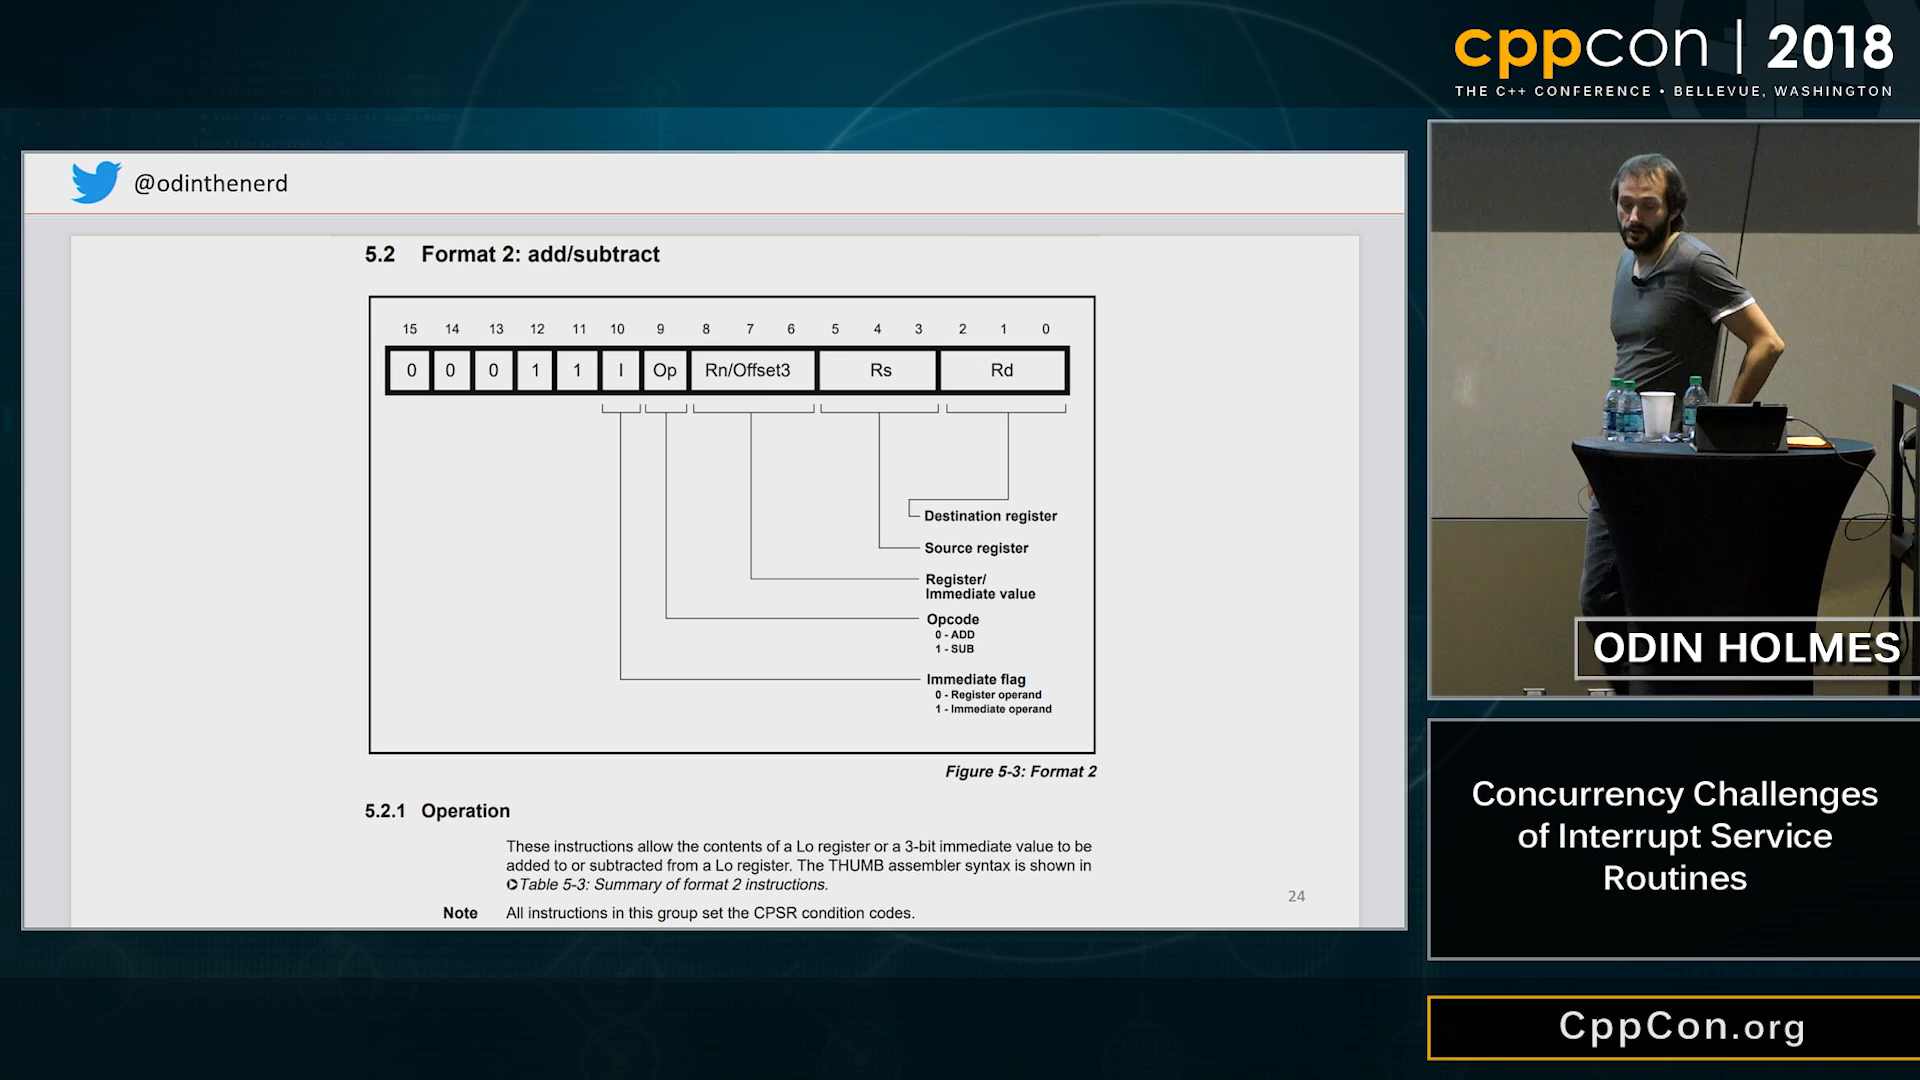 cppcon | 2018
THE C++ CONFERENCE • BELLEVUE, WASHINGTON
@odinthenerd
5.2 Format 2: add/subtract
15 14 13 12 11 10 9 8 7 6 5 4 3 2 1 0
0 0 0 1 1 I Op Rn/Offset3 Rs Rd
Destination register
Source register
Register/
Immediate value
Opcode
0 - ADD
1 - SUB
Immediate flag
0 - Register operand
1 - Immediate operand
Figure 5-3: Format 2
5.2.1 Operation
These instructions allow the contents of a Lo register or a 3-bit immediate value to be
added to or subtracted from a Lo register. The THUMB assembler syntax is shown in
Table 5-3: Summary of format 2 instructions.
Note All instructions in this group set the CPSR condition codes.
24
ODIN HOLMES
Concurrency Challenges
of Interrupt Service
Routines
CppCon.org